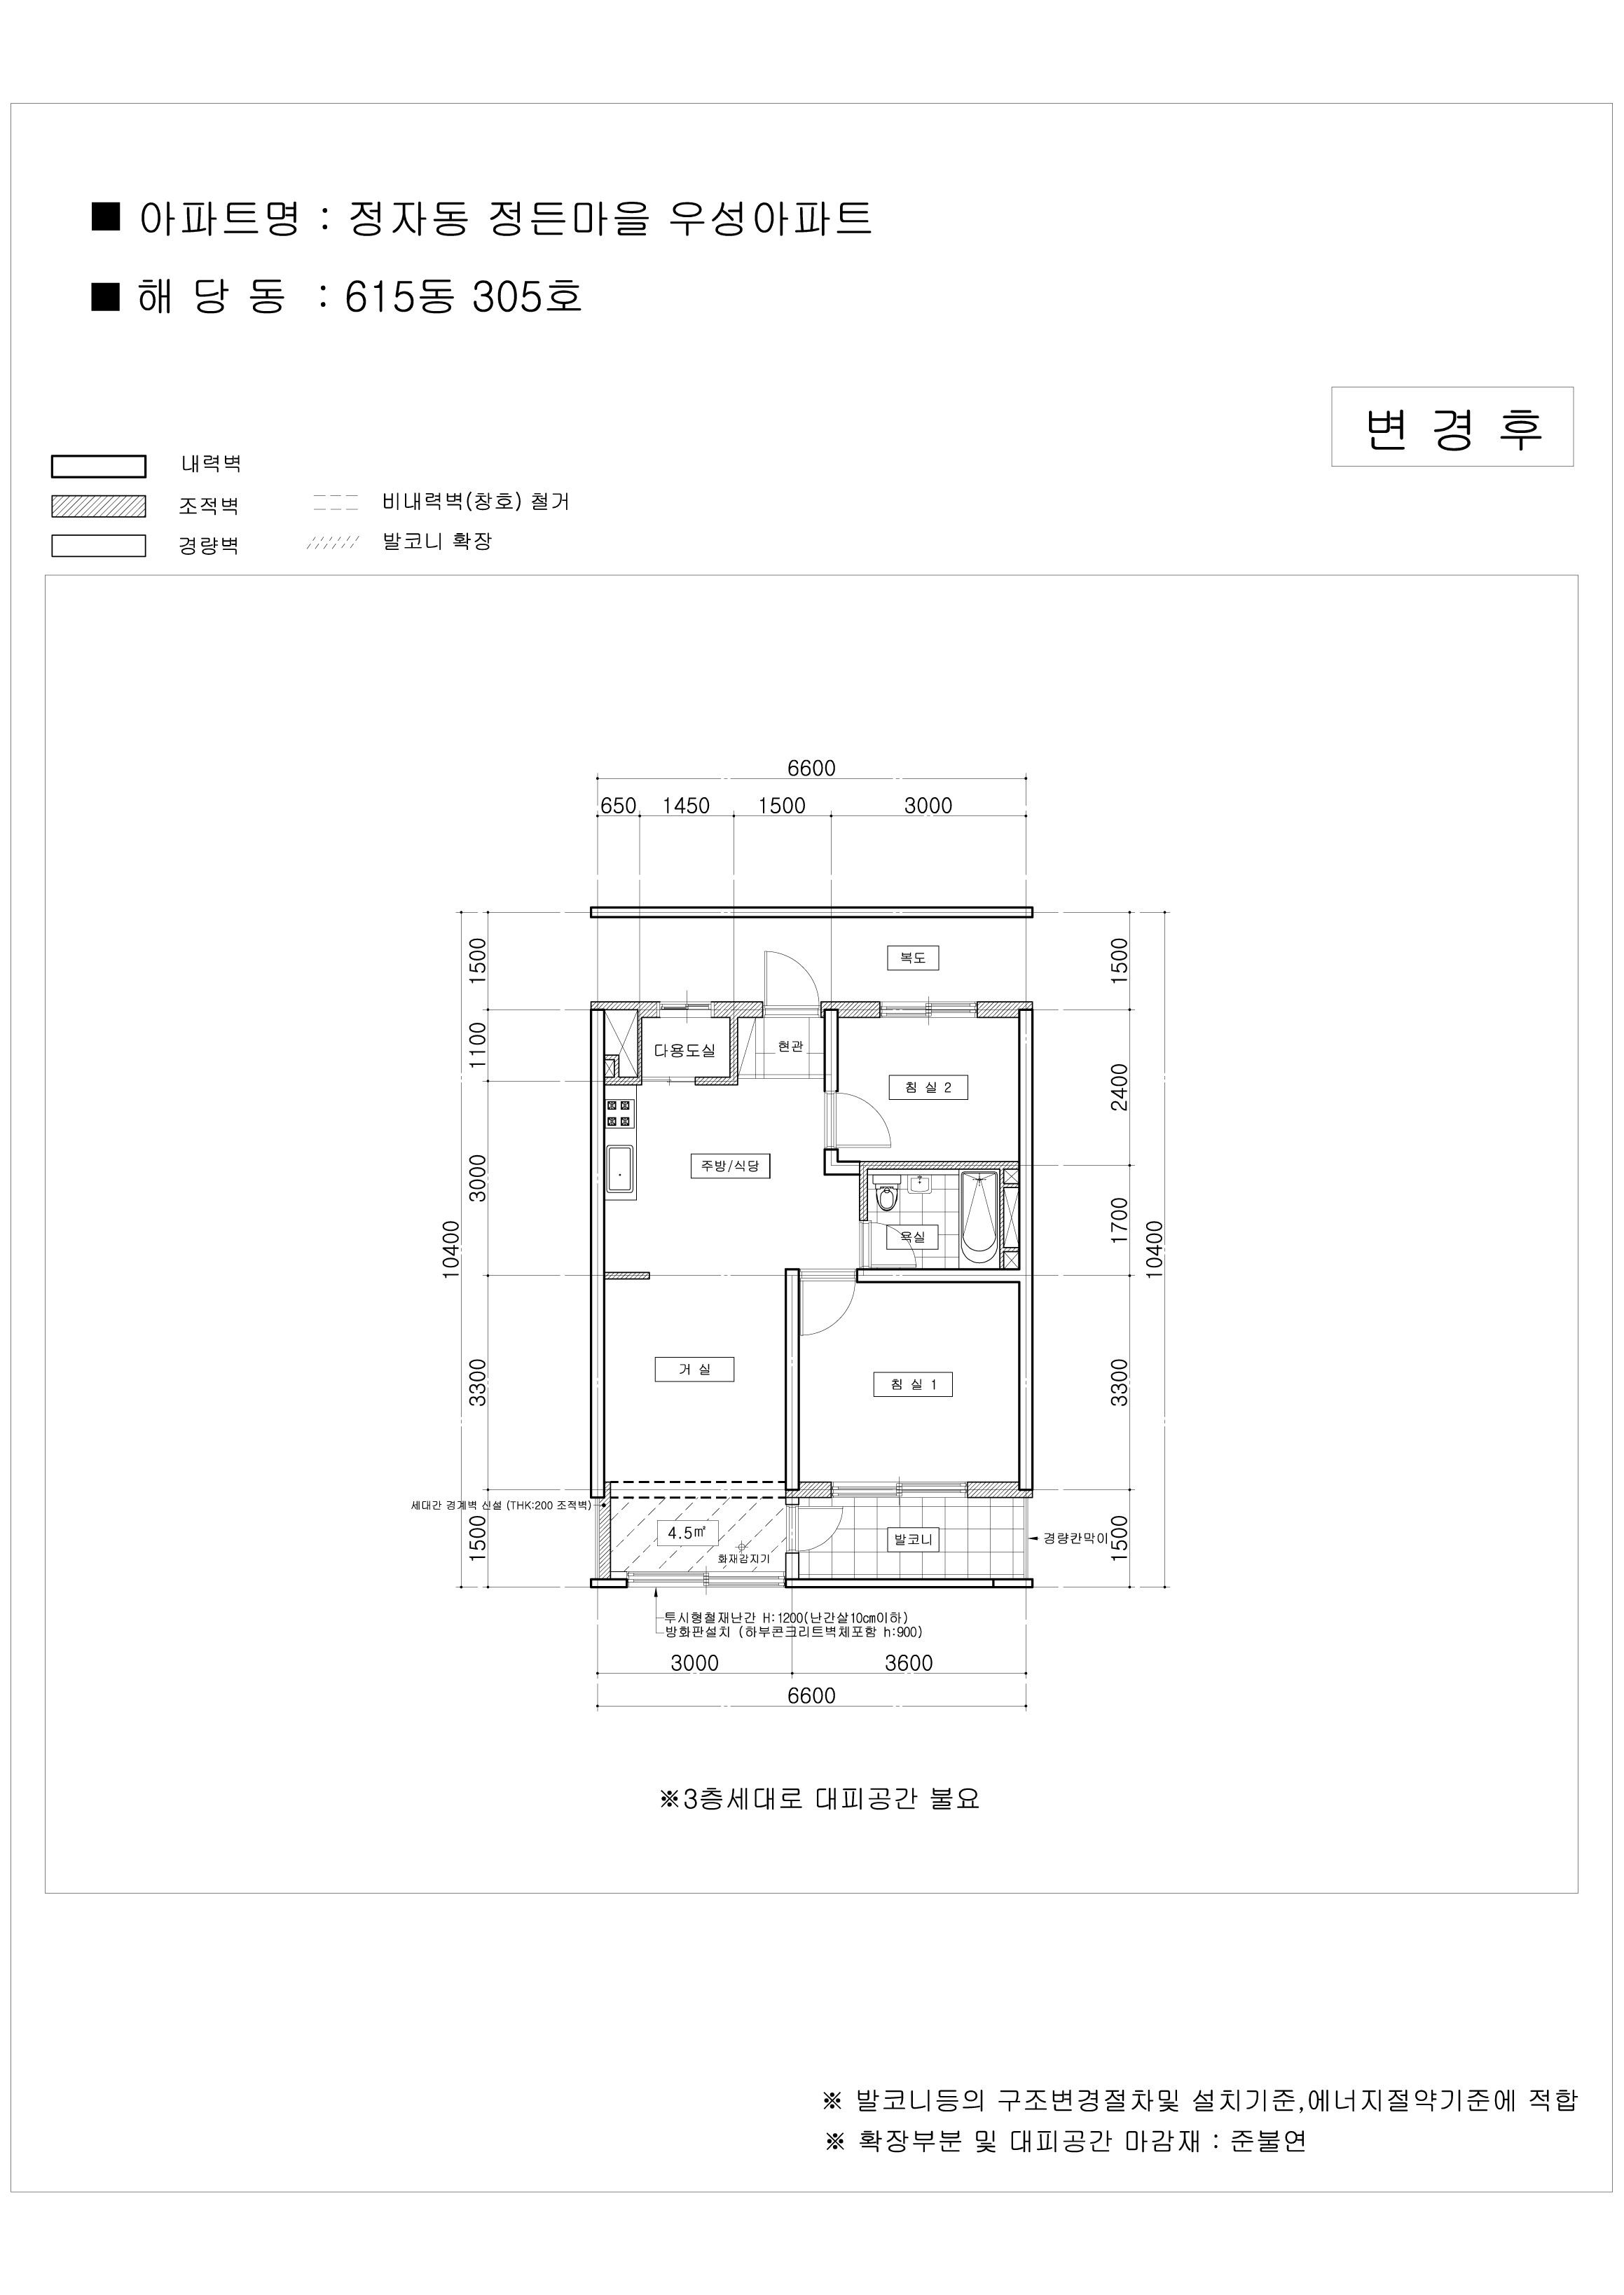 ■ 아파트명 : 정자동 정든마을 우성아파트
■ 해 당 동 : 615동 305호
변 경 후
내력벽
조적벽
비내력벽(창호) 철거
경량벽
발코니 확장
6600
650 1450 1500 3000
1500
복도
1500
1100
다용도실
현관
침 실 2
2400
3000
주방/식당
10400
욕실
1700
10400
3300
거 실
침 실 1
3300
세대간 경계벽 신설 (THK:200 조적벽)
1500
4.5㎡
화재감지기
발코니
경량칸막이
1500
투시형철재난간 H:1200(난간살10cm이하)
방화판설치 (하부콘크리트벽체포함 h:900)
3000 3600
6600
※3층세대로 대피공간 불요
※ 발코니등의 구조변경절차및 설치기준,에너지절약기준에 적합
※ 확장부분 및 대피공간 마감재 : 준불연